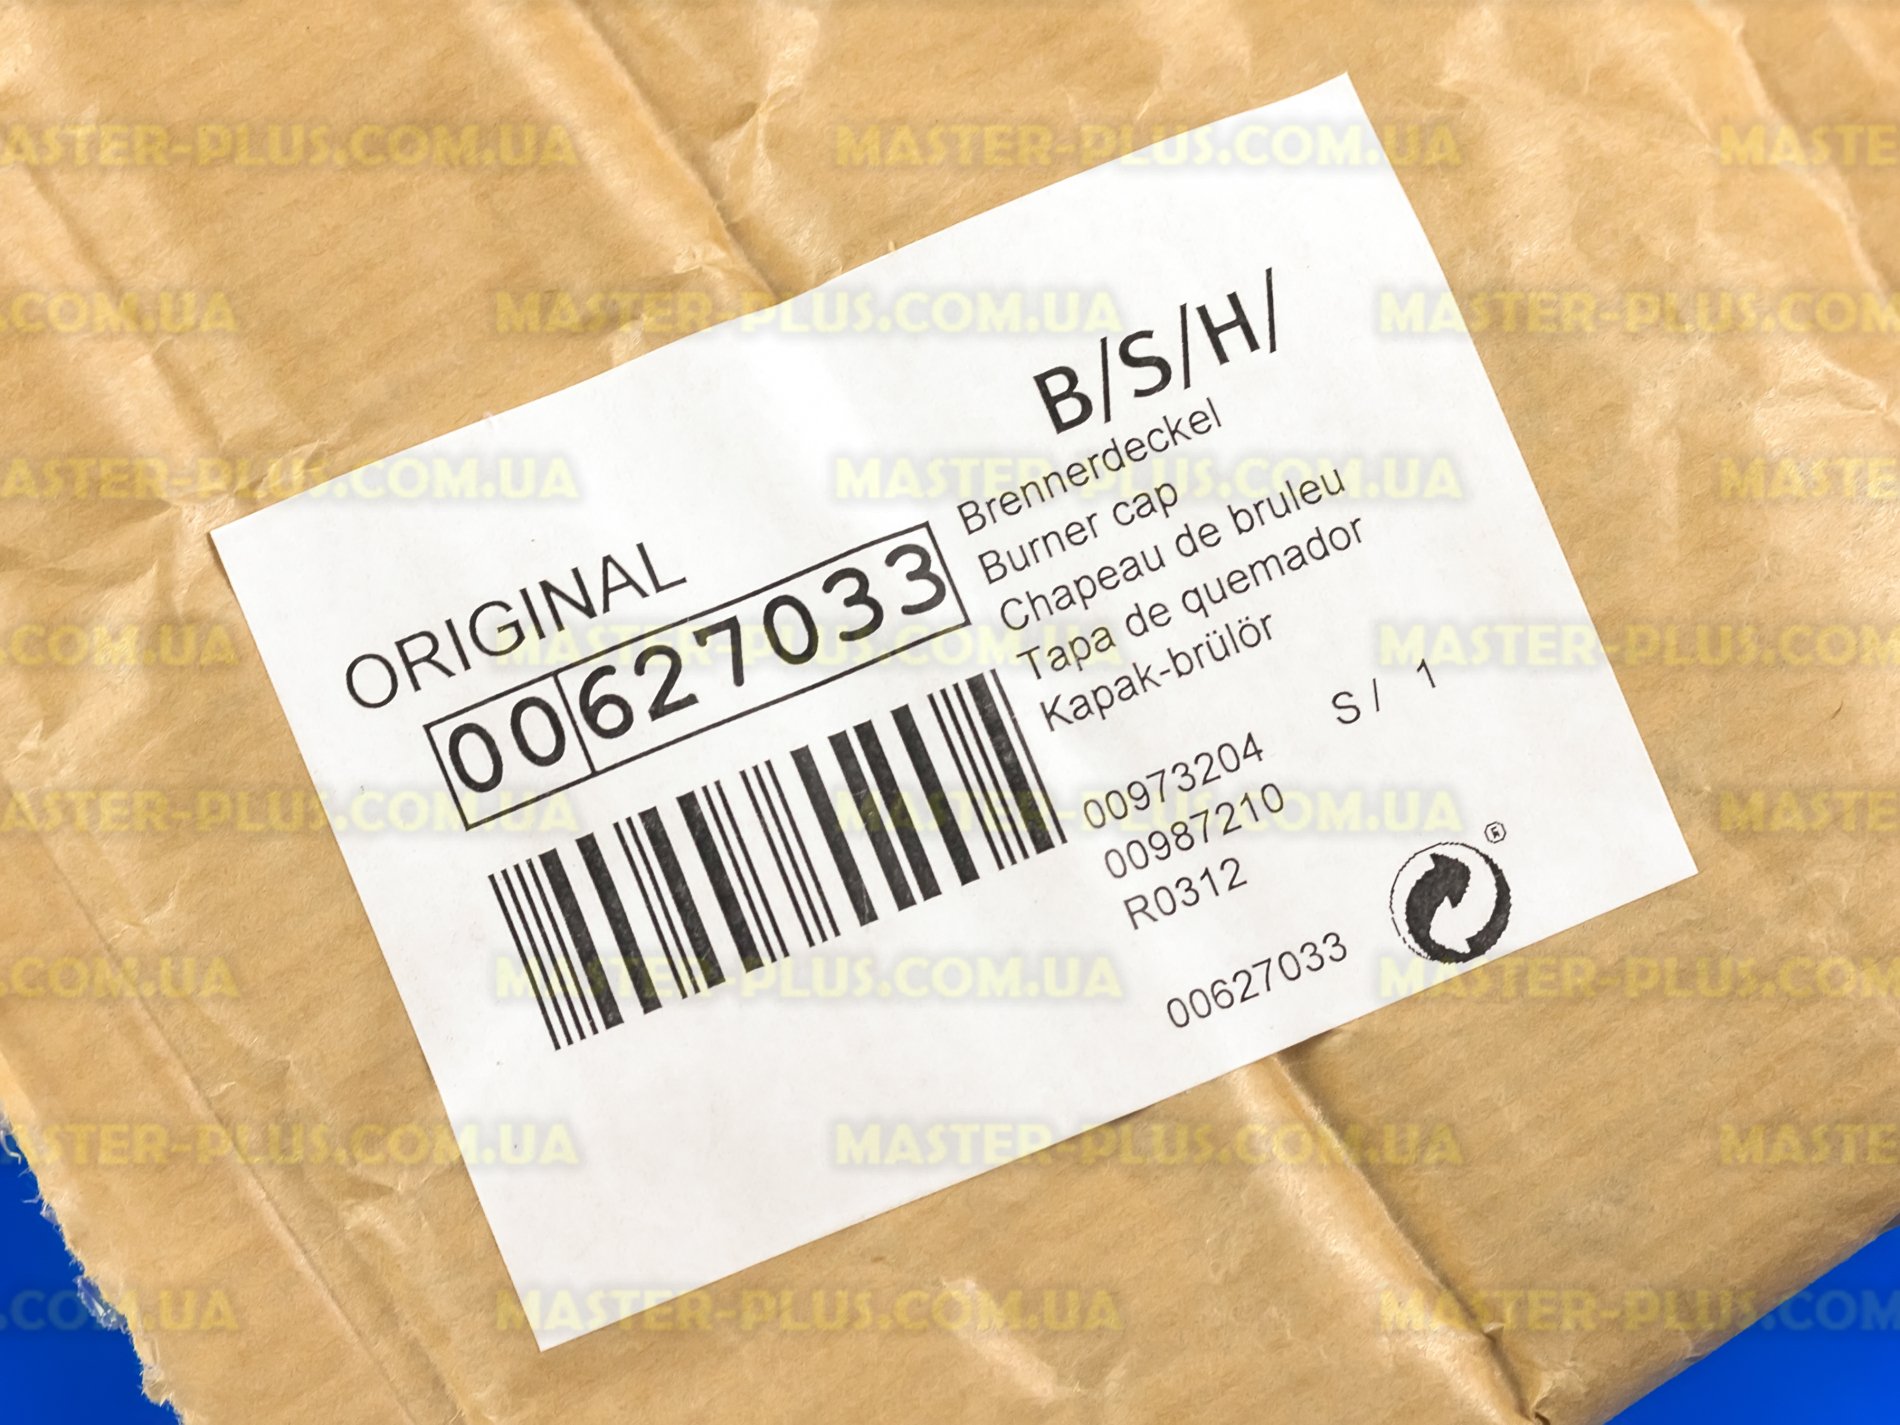 B/S/H/
ORIGINAL
00627033
Brennerdeckel
Burner cap
Chapeau de bruleu
Tapa de quemador
Kapak-brülör
S / 1
00973204
00987210
R0312
00627033
MASTER-PLUS.COM.UA